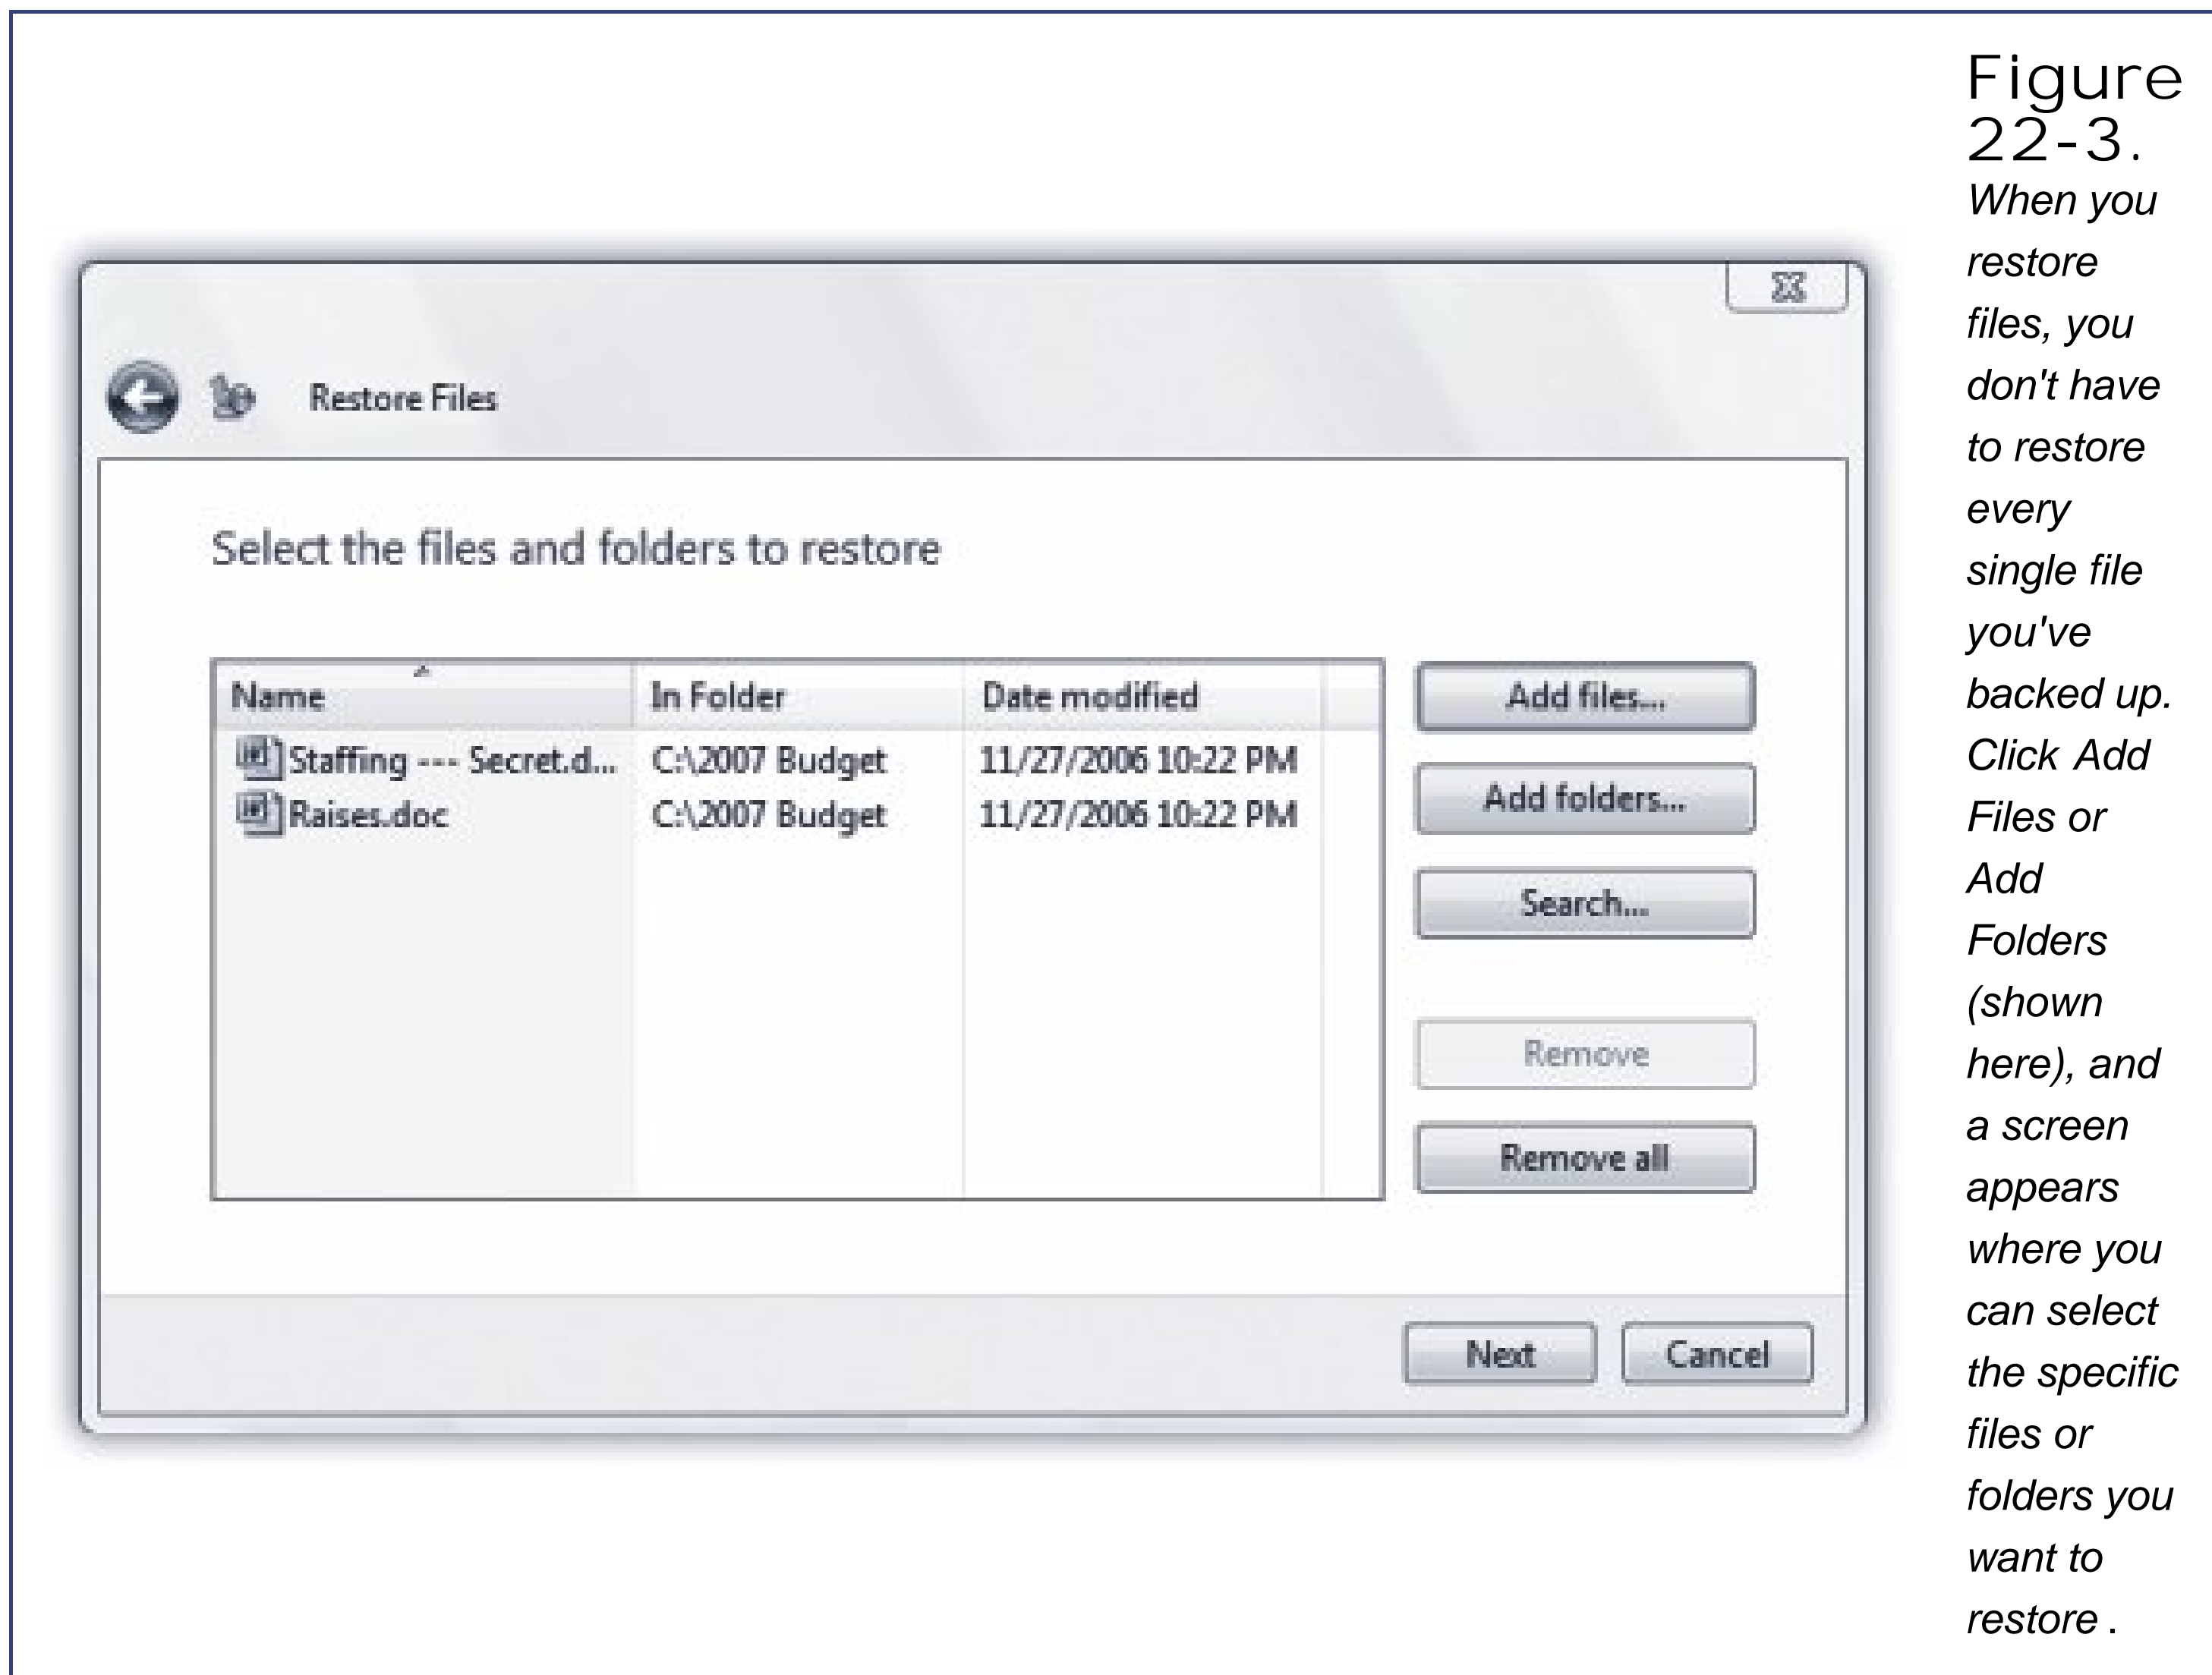 Restore Files
Select the files and folders to restore
Name In Folder Date modified
Staffing --- Secret.d... C:\2007 Budget 11/27/2006 10:22 PM
Raises.doc C:\2007 Budget 11/27/2006 10:22 PM
Add files...
Add folders...
Search...
Remove
Remove all
Next Cancel
Figure
22-3.
When you
restore
files, you
don't have
to restore
every
single file
you've
backed up.
Click Add
Files or
Add
Folders
(shown
here), and
a screen
appears
where you
can select
the specific
files or
folders you
want to
restore .